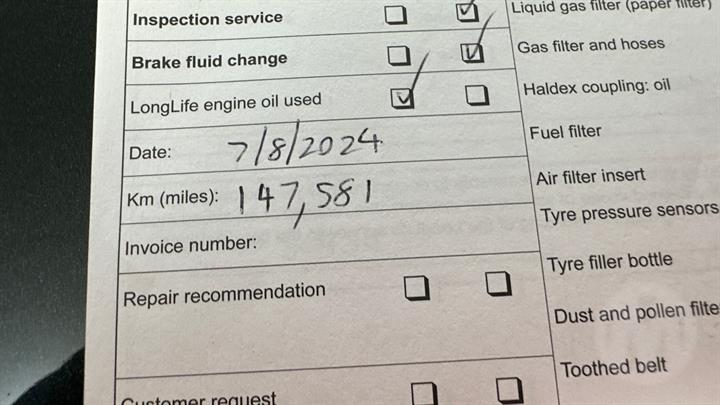 Inspection service
Brake fluid change
LongLife engine oil used
Date: 7/8/2024
Km (miles): 147,581
Invoice number:
Repair recommendation
Customer request
Liquid gas filter (paper filter)
Gas filter and hoses
Haldex coupling: oil
Fuel filter
Air filter insert
Tyre pressure sensors
Tyre filler bottle
Dust and pollen filte
Toothed belt